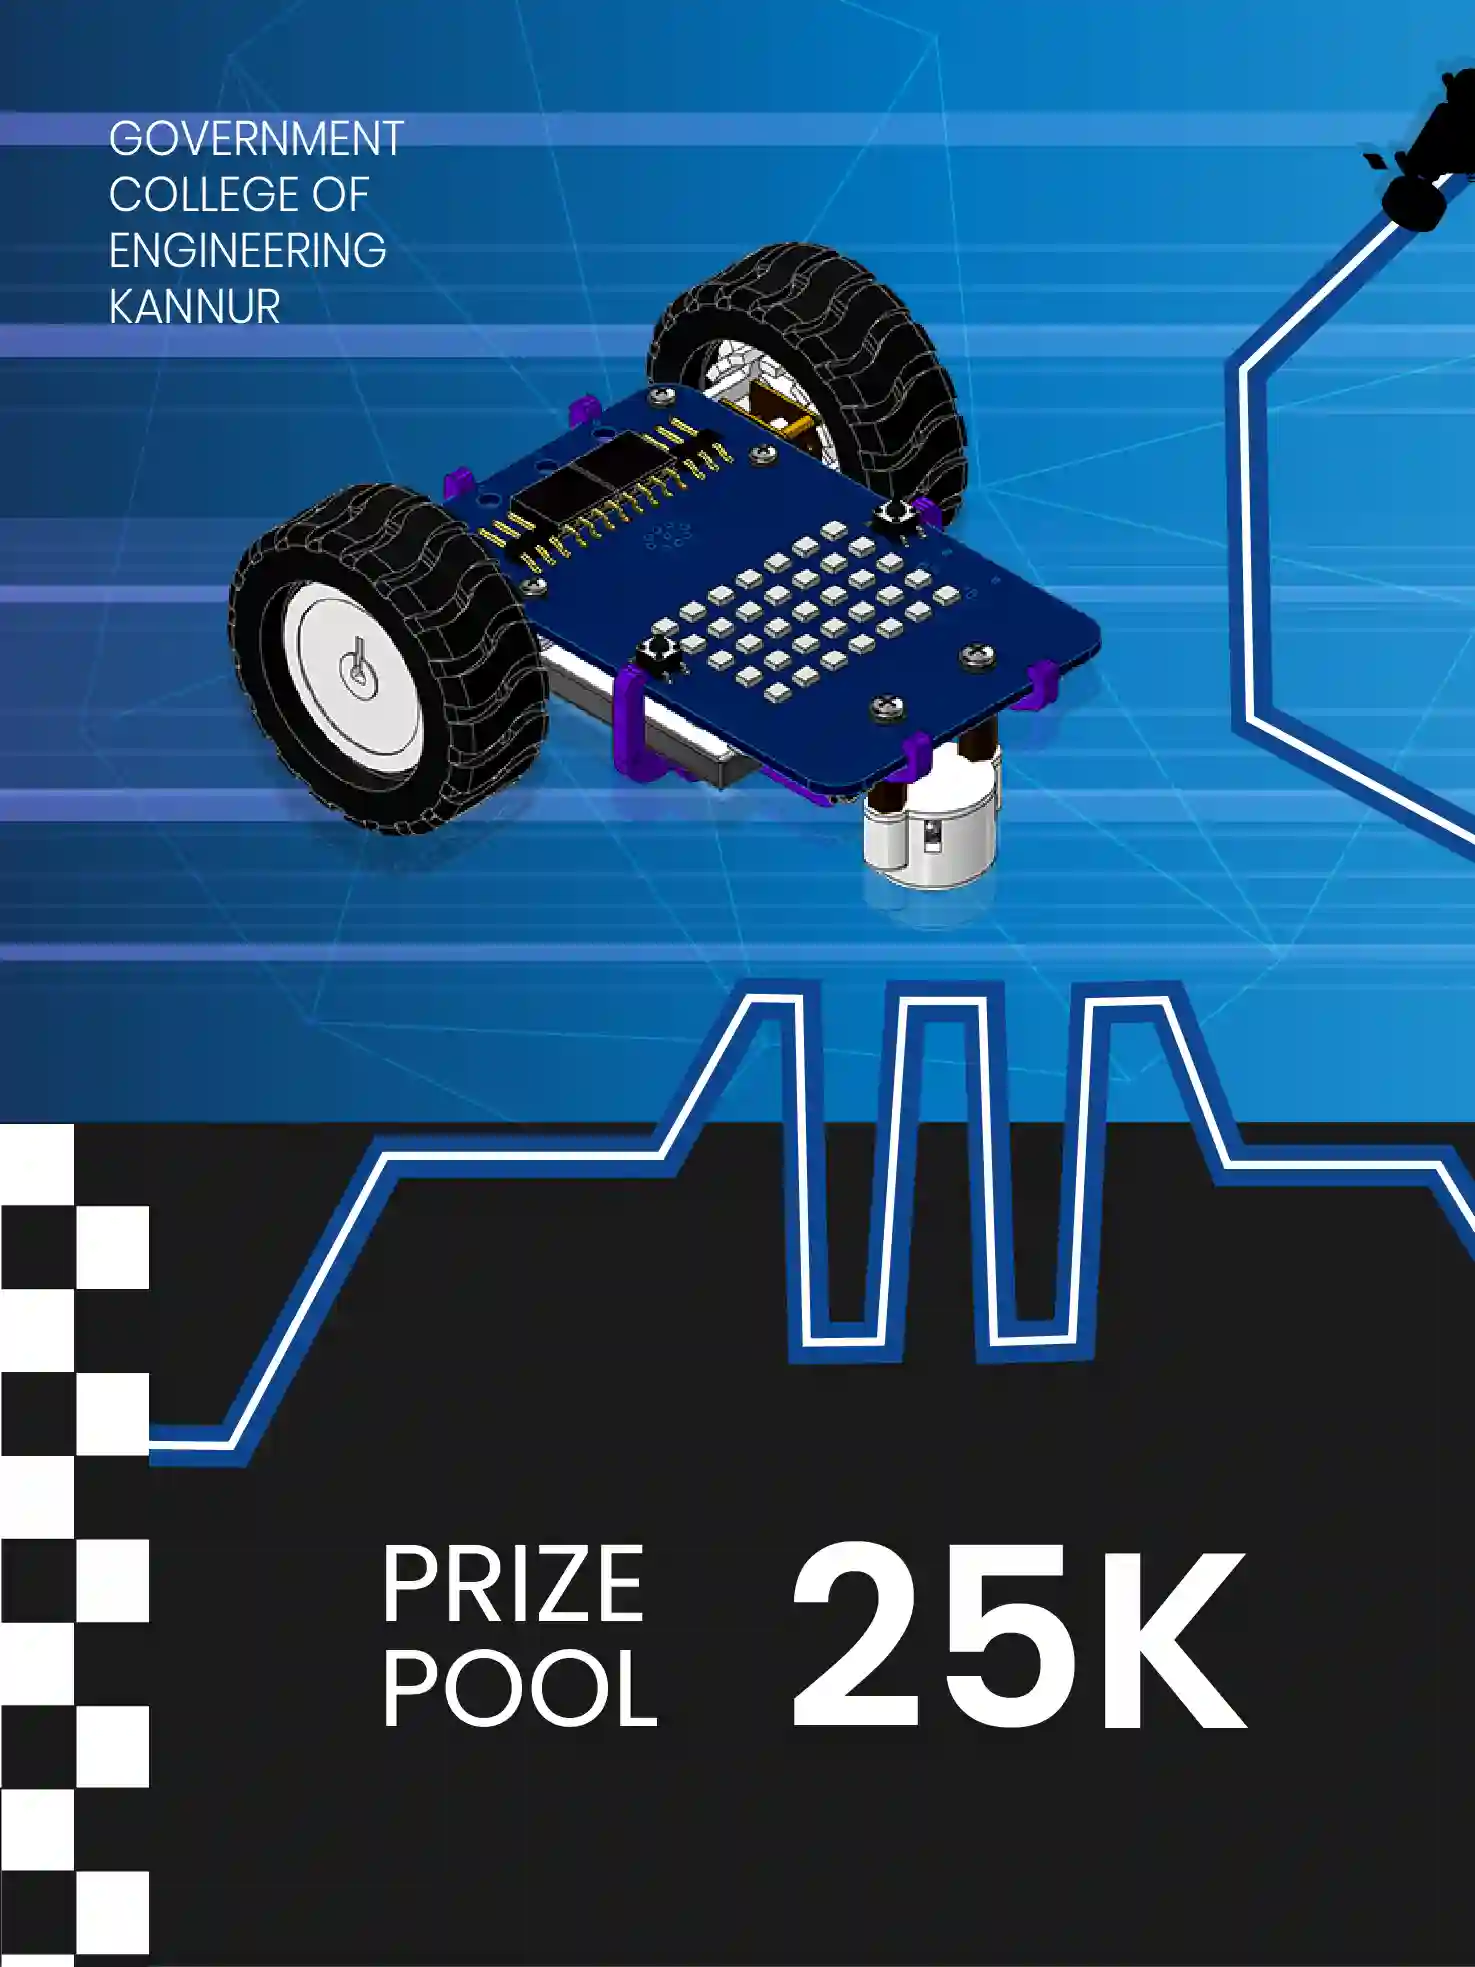 GOVERNMENT
COLLEGE OF
ENGINEERING
KANNUR
PRIZE
POOL
25K